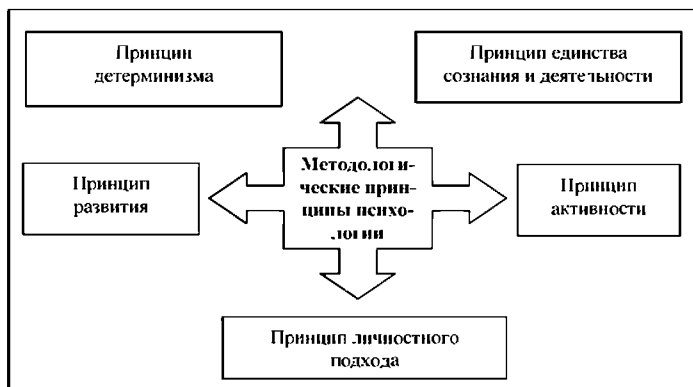 Принцип
детерминизма
Принцип единства
сознания и деятельности
Методологи-
ческие прин-
ципы психо-
логии
Принцип
развития
Принцип
активности
Принцип личностного
подхода